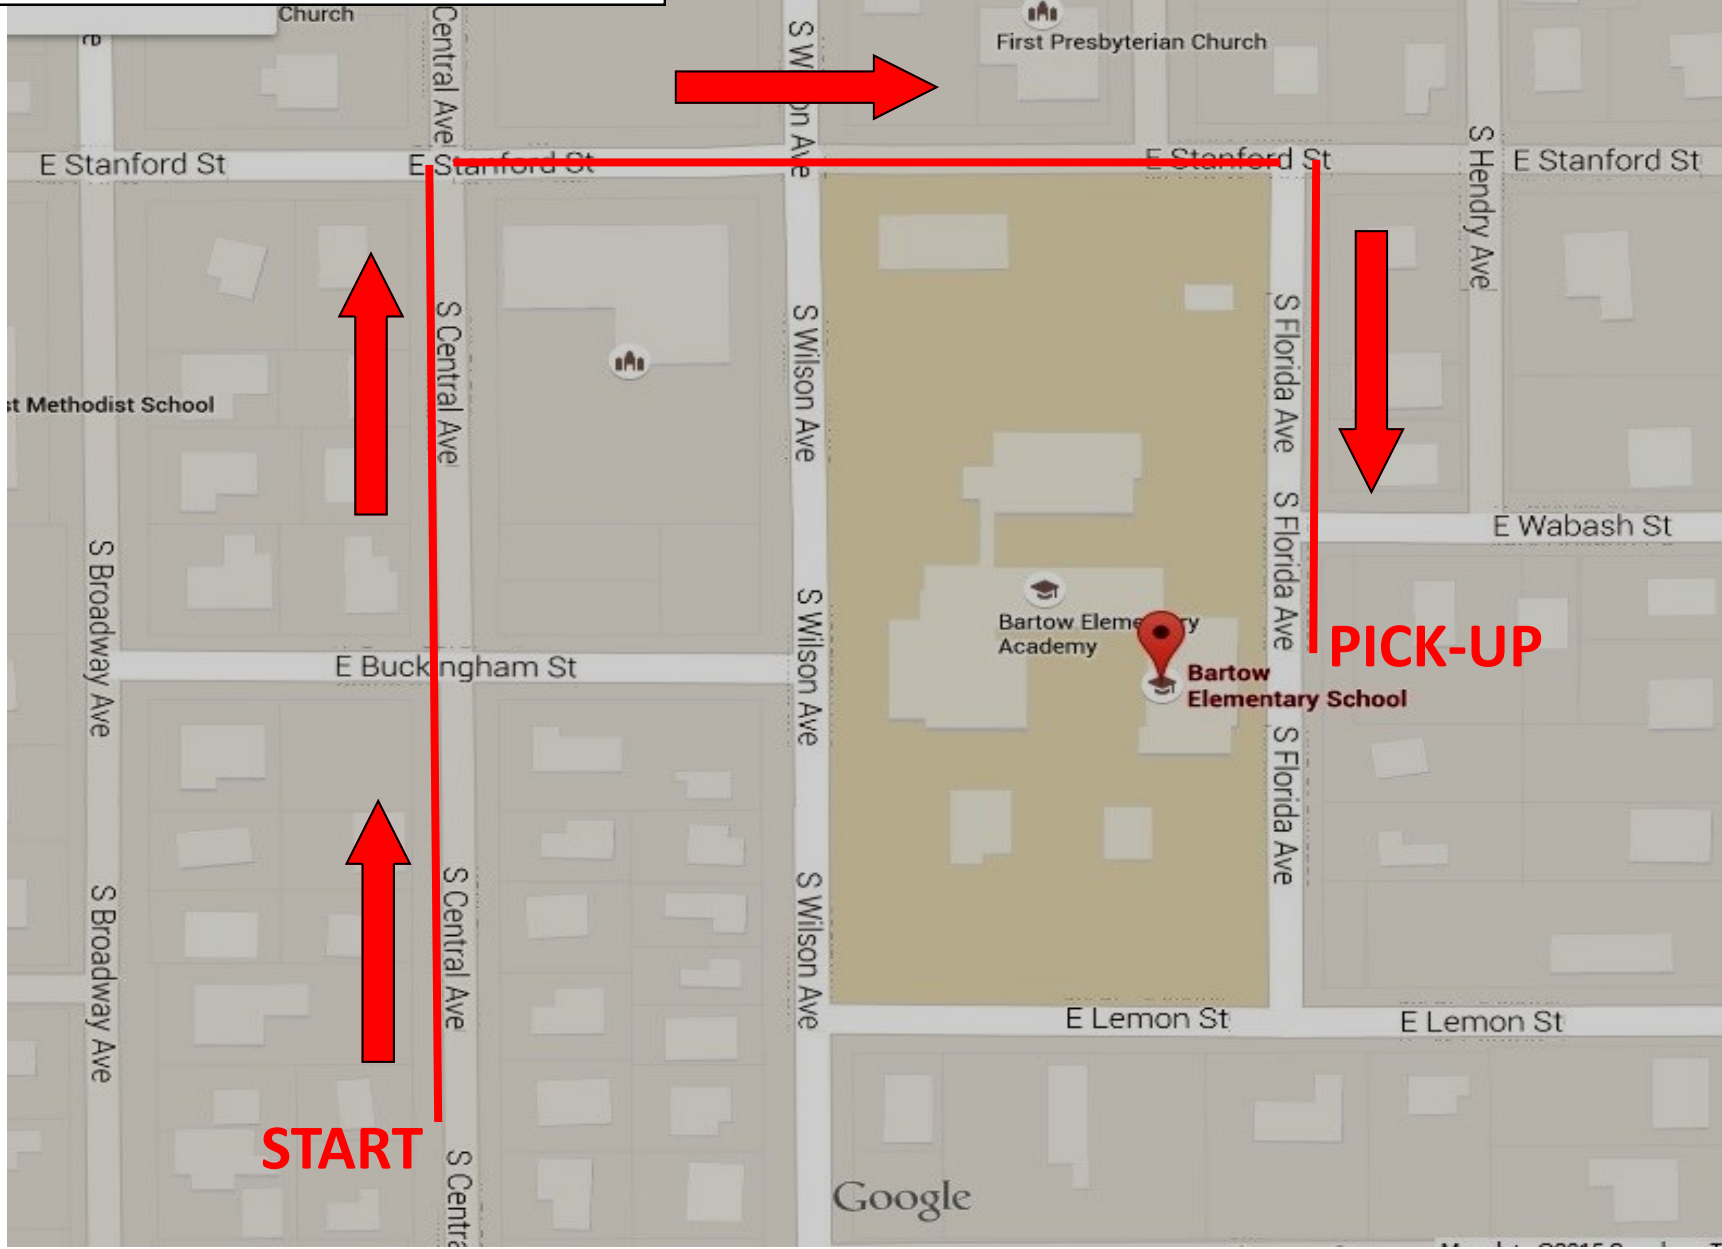 Church
Central Ave
First Presbyterian Church
E Stanford St
E Stanford St
E Stanford St
E Stanford St
S Hendry Ave
S Central Ave
S Wilson Ave
S Florida Ave
st Methodist School
E Wabash St
S Broadway Ave
S Wilson Ave
S Florida Ave
Bartow Elementary
Academy
PICK-UP
E Buckingham St
Bartow
Elementary School
S Florida Ave
S Central Ave
S Broadway Ave
S Wilson Ave
E Lemon St
E Lemon St
START
S Centra
Google